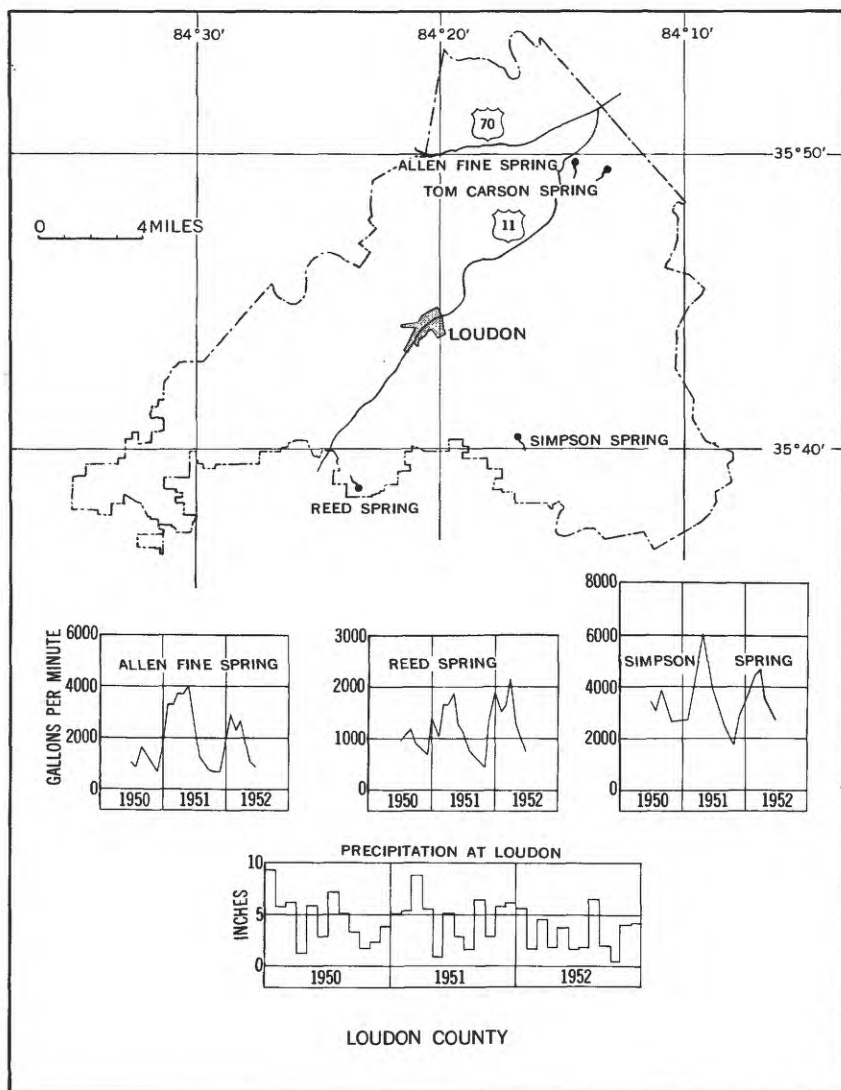 84°30′ 84°20′ 84°10′
70
35°50′
ALLEN FINE SPRING
TOM CARSON SPRING
0 4 MILES
11
LOUDON
SIMPSON SPRING
35°40′
REED SPRING
GALLONS PER MINUTE
6000
4000
2000
0
ALLEN FINE SPRING
1950 1951 1952
3000
2000
1000
0
REED SPRING
1950 1951 1952
8000
6000
4000
2000
0
SIMPSON SPRING
1950 1951 1952
PRECIPITATION AT LOUDON
INCHES
10
5
0
1950 1951 1952
LOUDON COUNTY